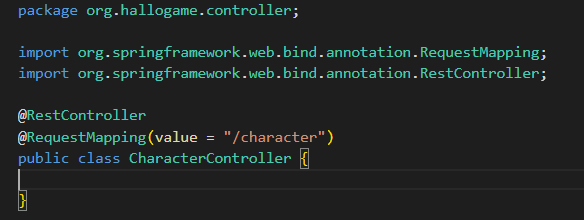 package org.hallogame.controller;
import org.springframework.web.bind.annotation.RequestMapping;
import org.springframework.web.bind.annotation.RestController;
@RestController
@RequestMapping(value = "/character")
public class CharacterController {
}